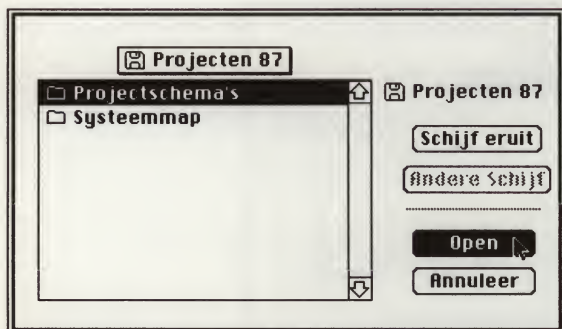 Projecten 87
Projectschema's
Systeemmap
Projecten 87
Schijf eruit
Andere Schijf
Open
Annuleer